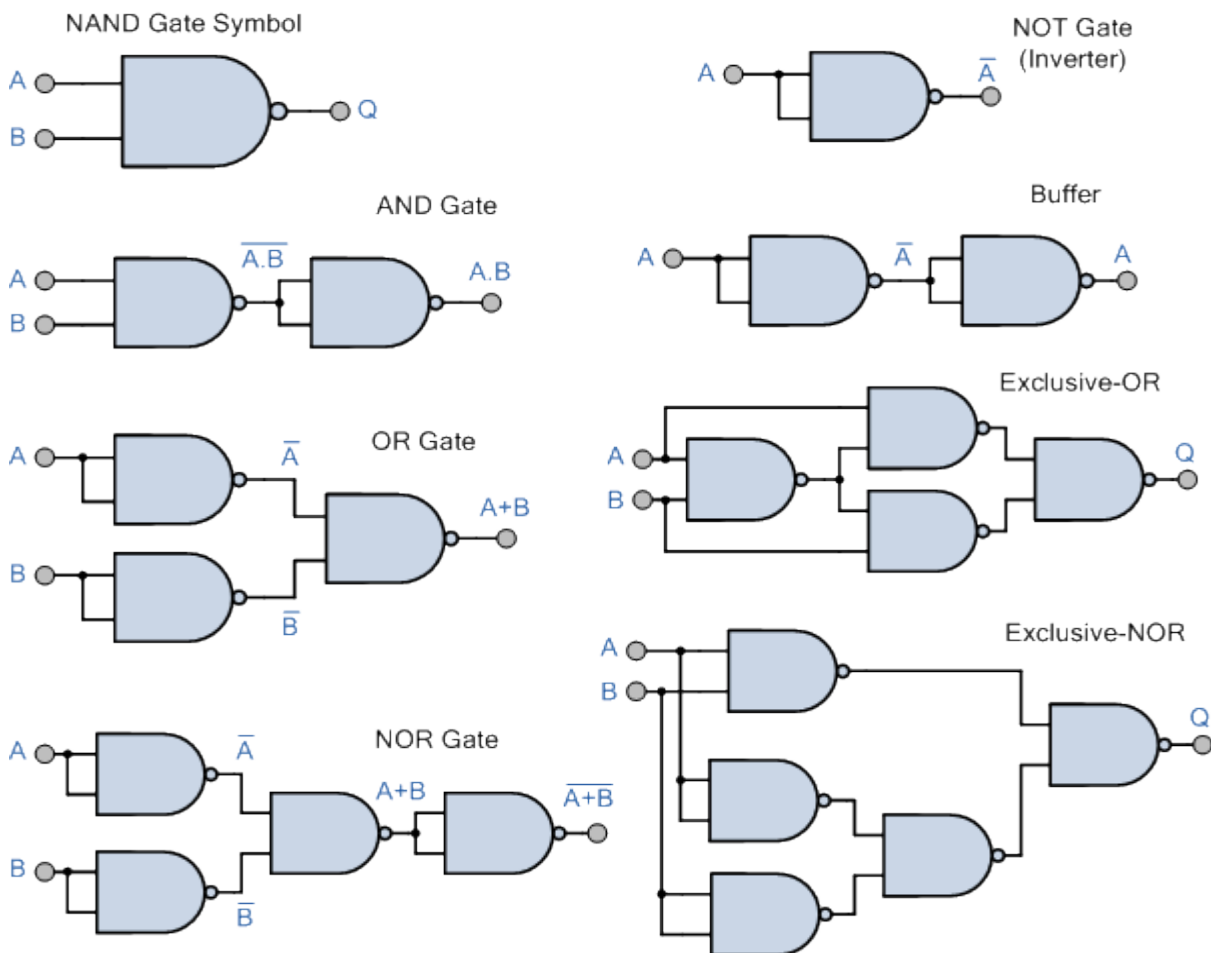 NAND Gate Symbol
A
B
Q
NOT Gate
(Inverter)
A
A̅
AND Gate
A
B
A̅.̅B̅
A.B
Buffer
A
A̅
A
OR Gate
A
B
A̅
B̅
A+B
Exclusive-OR
A
B
Q
NOR Gate
A
B
A̅
B̅
A+B
A̅+̅B̅
Exclusive-NOR
A
B
Q